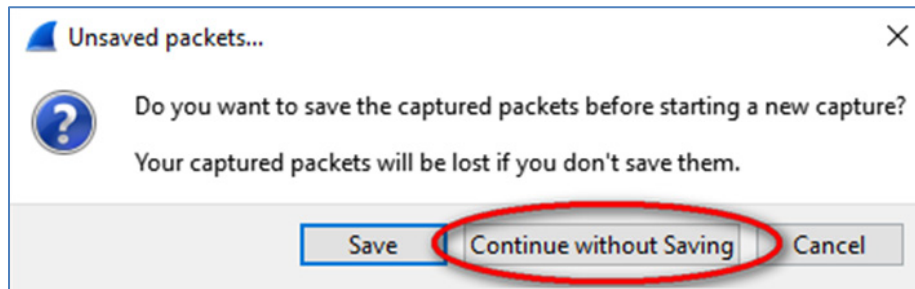 Unsaved packets...
Do you want to save the captured packets before starting a new capture?
Your captured packets will be lost if you don't save them.
Save Continue without Saving Cancel